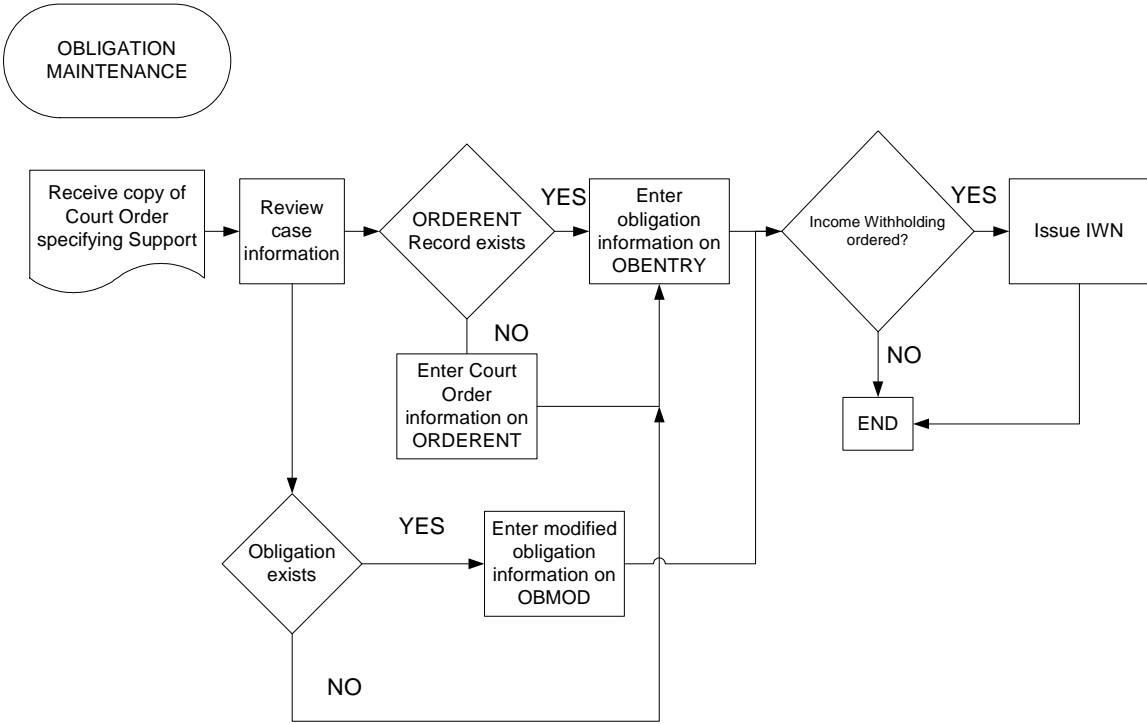 OBLIGATION
MAINTENANCE
Receive copy of
Court Order
specifying Support
Review
case
information
ORDERENT
Record exists
YES
Enter
obligation
information on
OBENTRY
Income Withholding
ordered?
YES
Issue IWN
NO
Enter Court
Order
information on
ORDERENT
NO
END
Obligation
exists
YES
Enter modified
obligation
information on
OBMOD
NO